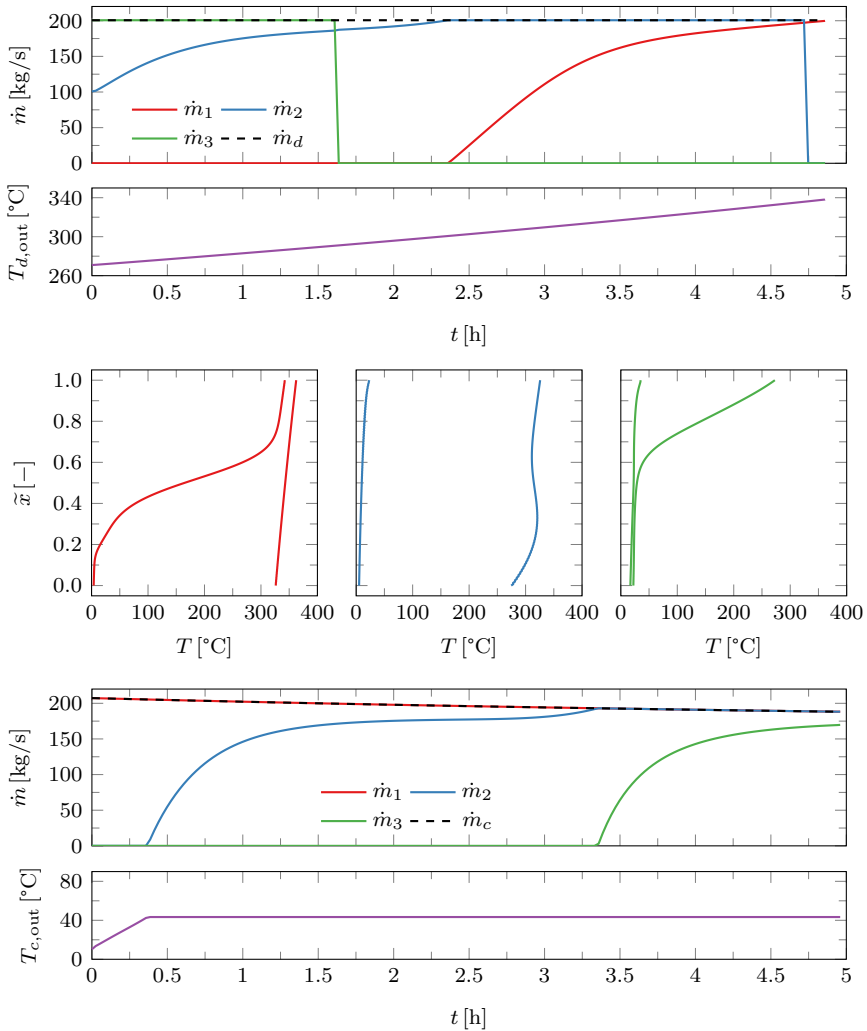 200
150
100
50
0
ṁ [kg/s]
ṁ₁ ṁ₂
ṁ₃ ṁ_d
340
300
260
T_{d,out} [°C]
0 0.5 1 1.5 2 2.5 3 3.5 4 4.5 5
t [h]
1.0
0.8
0.6
0.4
0.2
0.0
x̃ [−]
0 100 200 300 400 0 100 200 300 400 0 100 200 300 400
T [°C] T [°C] T [°C]
200
150
100
50
0
ṁ [kg/s]
ṁ₁ ṁ₂
ṁ₃ ṁ_c
80
40
0
T_{c,out} [°C]
0 0.5 1 1.5 2 2.5 3 3.5 4 4.5 5
t [h]